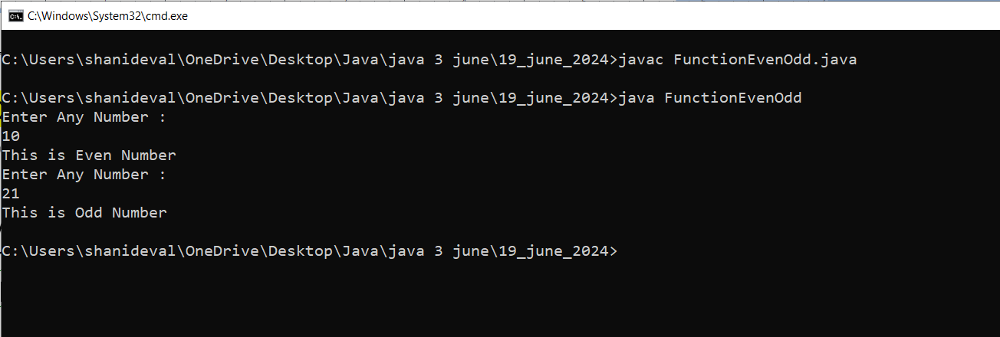 C:\Windows\System32\cmd.exe
C:\Users\shanideval\OneDrive\Desktop\Java\java 3 june\19_june_2024>javac FunctionEvenOdd.java
C:\Users\shanideval\OneDrive\Desktop\Java\java 3 june\19_june_2024>java FunctionEvenOdd
Enter Any Number :
10
This is Even Number
Enter Any Number :
21
This is Odd Number
C:\Users\shanideval\OneDrive\Desktop\Java\java 3 june\19_june_2024>